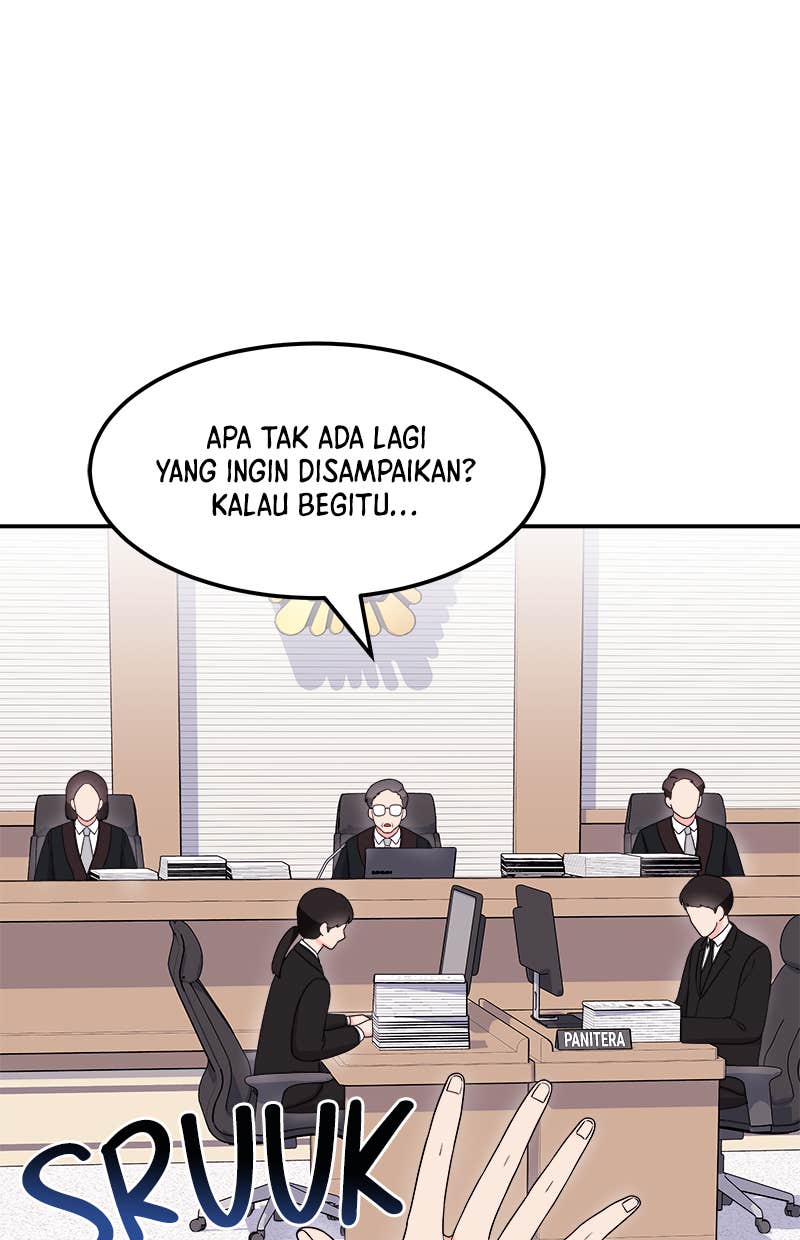 APA TAK ADA LAGI
YANG INGIN DISAMPAIKAN?
KALAU BEGITU...
PANITERA
SRUUK